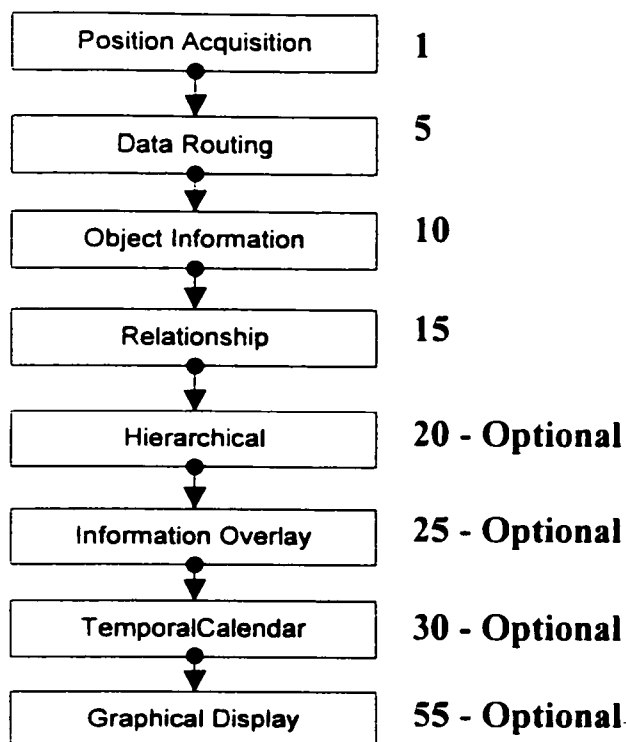 Position Acquisition 1
Data Routing 5
Object Information 10
Relationship 15
Hierarchical 20 - Optional
Information Overlay 25 - Optional
TemporalCalendar 30 - Optional
Graphical Display 55 - Optional